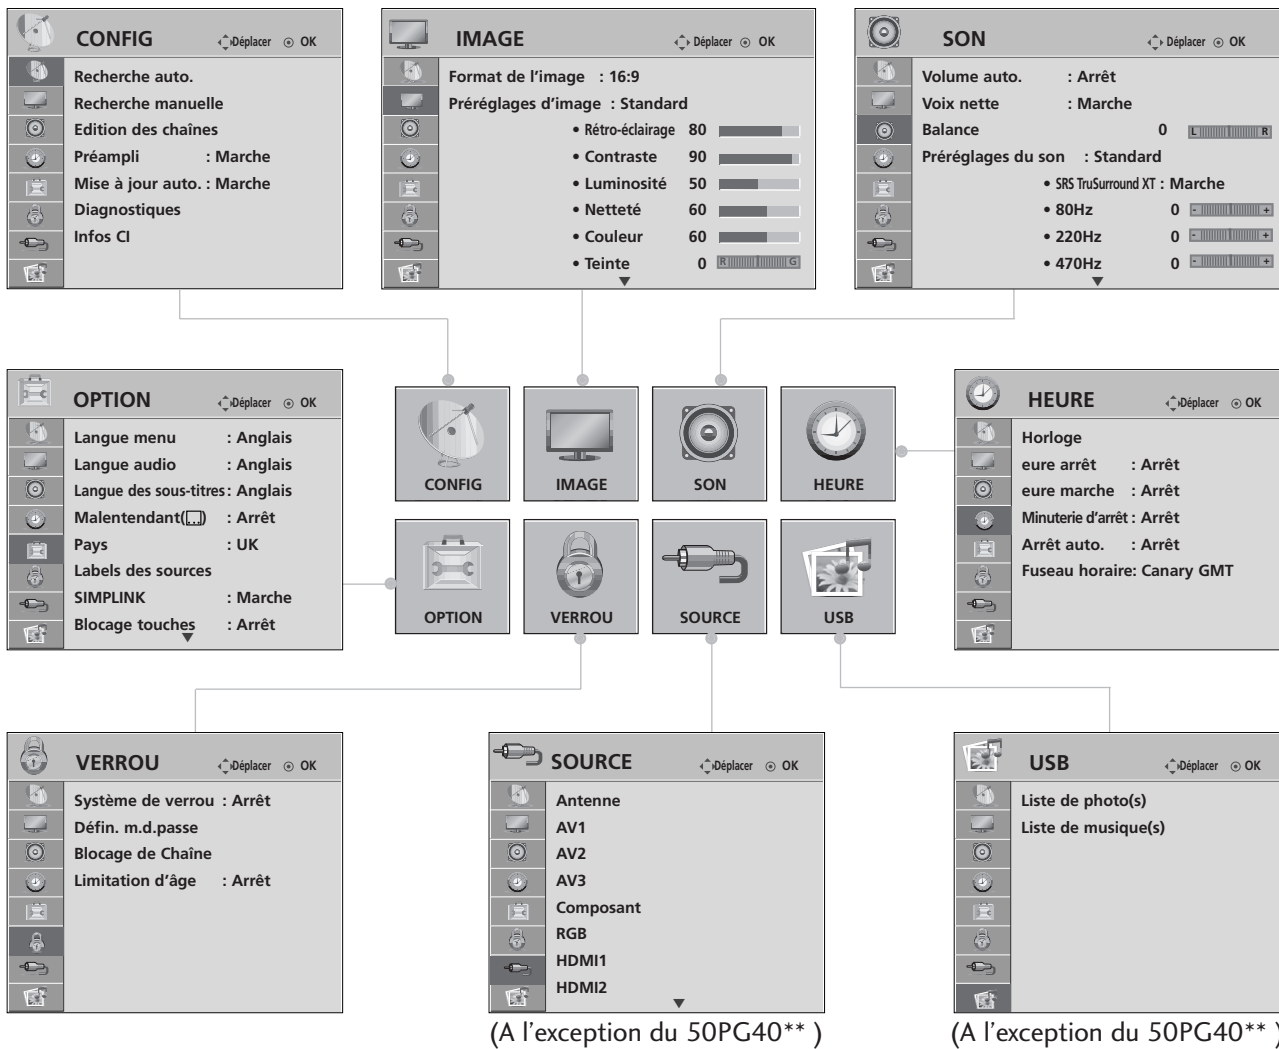 CONFIG Déplacer OK
Recherche auto.
Recherche manuelle
Edition des chaînes
Préampli : Marche
Mise à jour auto. : Marche
Diagnostiques
Infos CI
IMAGE Déplacer OK
Format de l'image : 16:9
Préréglages d'image : Standard
• Rétro-éclairage 80
• Contraste 90
• Luminosité 50
• Netteté 60
• Couleur 60
• Teinte 0 R G
SON Déplacer OK
Volume auto. : Arrêt
Voix nette : Marche
Balance 0 L R
Préréglages du son : Standard
• SRS TruSurround XT : Marche
• 80Hz 0 - +
• 220Hz 0 - +
• 470Hz 0 - +
OPTION Déplacer OK
Langue menu : Anglais
Langue audio : Anglais
Langue des sous-titres : Anglais
Malentendant( ) : Arrêt
Pays : UK
Labels des sources
SIMPLINK : Marche
Blocage touches : Arrêt
CONFIG
IMAGE
SON
HEURE
OPTION
VERROU
SOURCE
USB
HEURE Déplacer OK
Horloge
eure arrêt : Arrêt
eure marche : Arrêt
Minuterie d'arrêt : Arrêt
Arrêt auto. : Arrêt
Fuseau horaire: Canary GMT
VERROU Déplacer OK
Système de verrou : Arrêt
Défin. m.d.passe
Blocage de Chaîne
Limitation d'âge : Arrêt
SOURCE Déplacer OK
Antenne
AV1
AV2
AV3
Composant
RGB
HDMI1
HDMI2
(A l'exception du 50PG40** )
USB Déplacer OK
Liste de photo(s)
Liste de musique(s)
(A l'exception du 50PG40** )